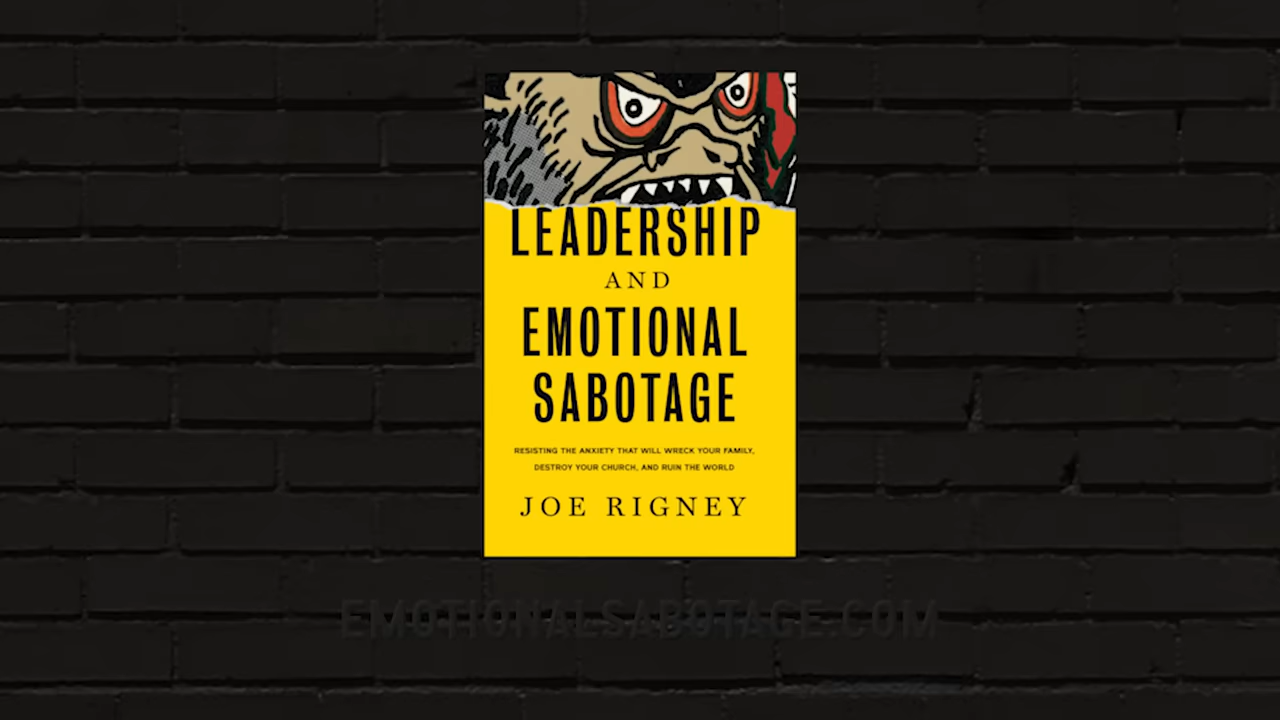 LEADERSHIP
AND
EMOTIONAL
SABOTAGE
RESISTING THE ANXIETY THAT WILL WRECK YOUR FAMILY,
DESTROY YOUR CHURCH, AND RUIN THE WORLD
JOE RIGNEY
EMOTIONALSABOTAGE.COM